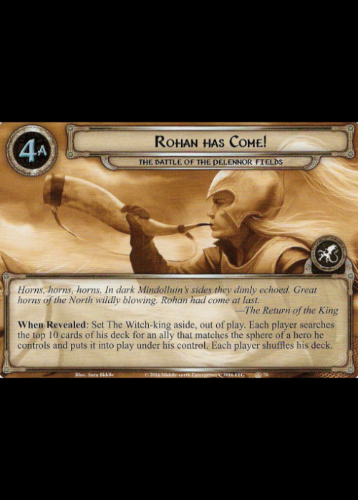 4A
ROHAN HAS COME!
THE BATTLE OF THE PELENNOR FIELDS
Horns, horns, horns. In dark Mindolluin's sides they dimly echoed. Great
horns of the North wildly blowing. Rohan had come at last.
—The Return of the King
When Revealed: Set The Witch-king aside, out of play. Each player searches
the top 10 cards of his deck for an ally that matches the sphere of a hero he
controls and puts it into play under his control. Each player shuffles his deck.
Illus. Sara Biddle